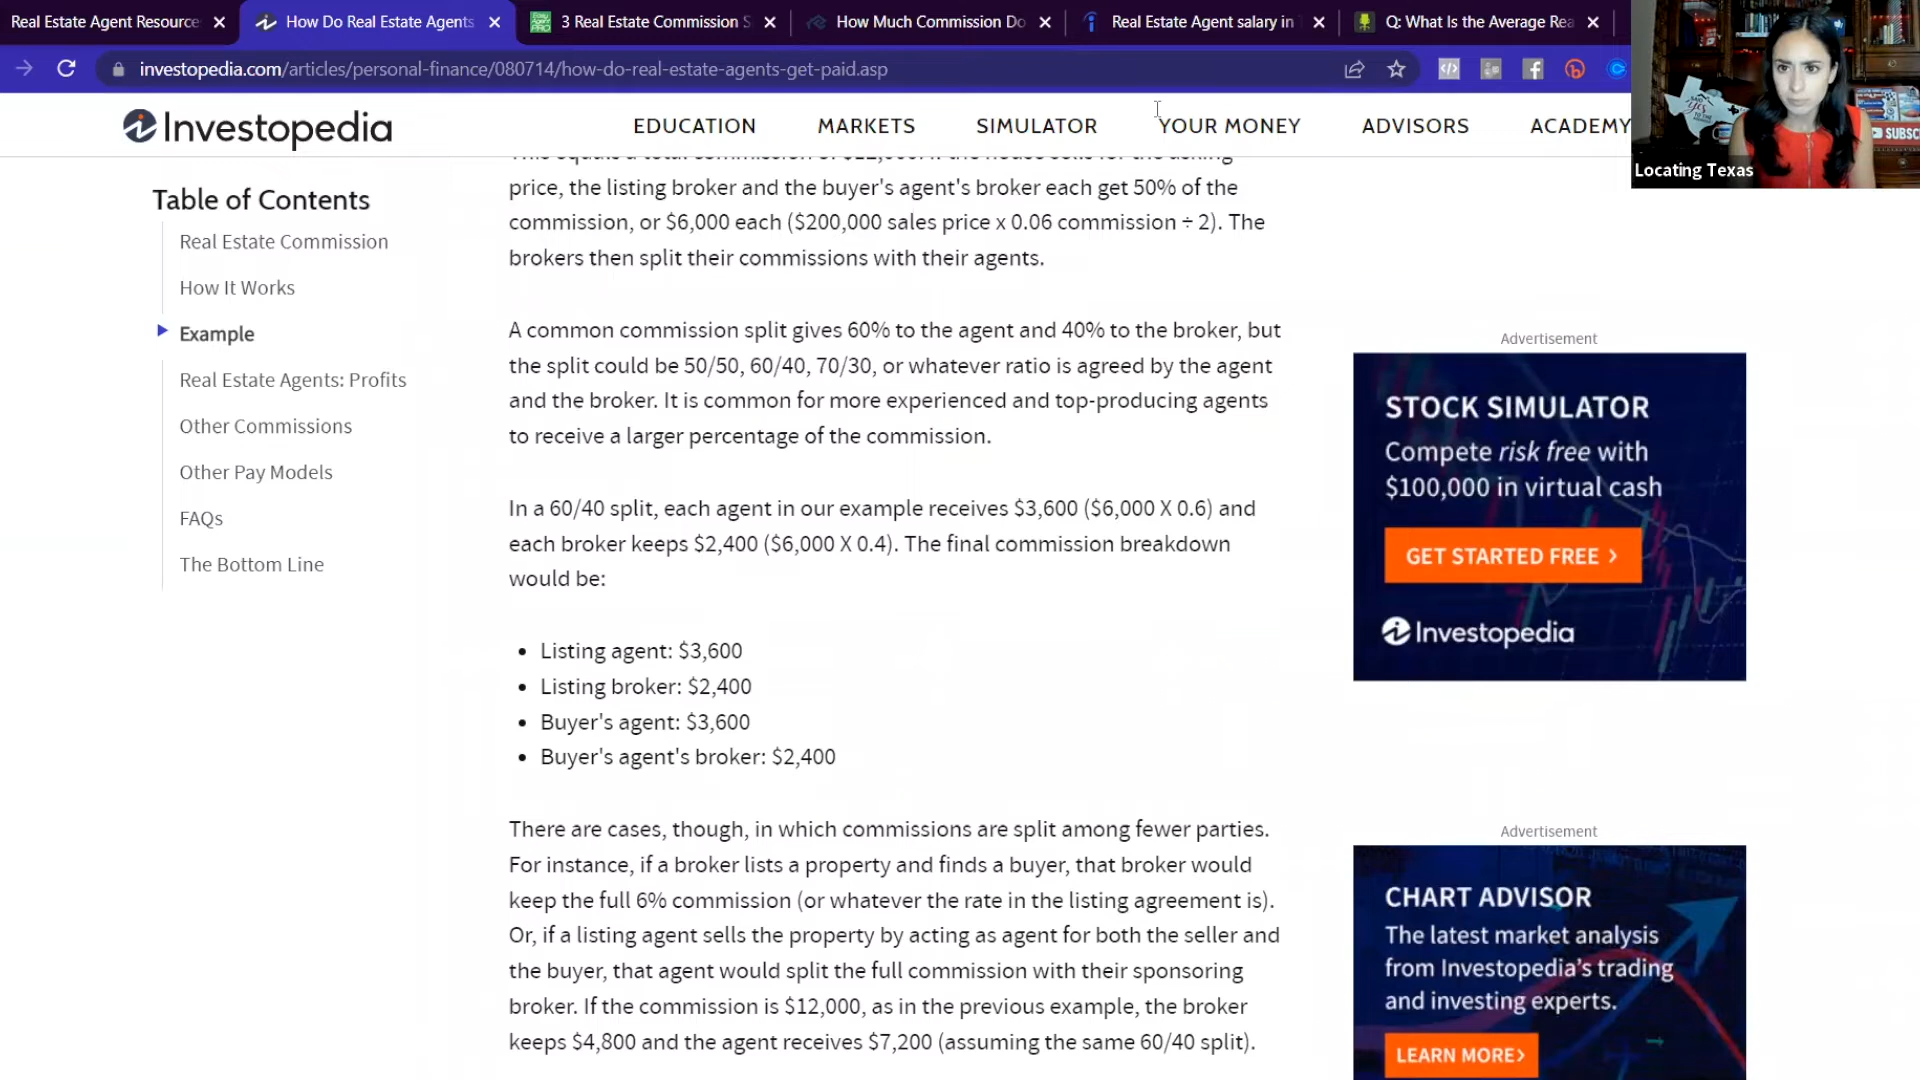 Real Estate Agent Resource
How Do Real Estate Agents
3 Real Estate Commission S
How Much Commission Do
Real Estate Agent salary in
Q: What Is the Average Rea
investopedia.com/articles/personal-finance/080714/how-do-real-estate-agents-get-paid.asp
Investopedia
EDUCATION
MARKETS
SIMULATOR
YOUR MONEY
ADVISORS
ACADEMY
SUBSC
Locating Texas
Table of Contents
Real Estate Commission
How It Works
Example
Real Estate Agents: Profits
Other Commissions
Other Pay Models
FAQs
The Bottom Line
This equals a total commission of $12,000. If the house sells for the asking
price, the listing broker and the buyer's agent's broker each get 50% of the
commission, or $6,000 each ($200,000 sales price x 0.06 commission ÷ 2). The
brokers then split their commissions with their agents.
A common commission split gives 60% to the agent and 40% to the broker, but
the split could be 50/50, 60/40, 70/30, or whatever ratio is agreed by the agent
and the broker. It is common for more experienced and top-producing agents
to receive a larger percentage of the commission.
In a 60/40 split, each agent in our example receives $3,600 ($6,000 X 0.6) and
each broker keeps $2,400 ($6,000 X 0.4). The final commission breakdown
would be:
• Listing agent: $3,600
• Listing broker: $2,400
• Buyer's agent: $3,600
• Buyer's agent's broker: $2,400
There are cases, though, in which commissions are split among fewer parties.
For instance, if a broker lists a property and finds a buyer, that broker would
keep the full 6% commission (or whatever the rate in the listing agreement is).
Or, if a listing agent sells the property by acting as agent for both the seller and
the buyer, that agent would split the full commission with their sponsoring
broker. If the commission is $12,000, as in the previous example, the broker
keeps $4,800 and the agent receives $7,200 (assuming the same 60/40 split).
Advertisement
STOCK SIMULATOR
Compete risk free with
$100,000 in virtual cash
GET STARTED FREE >
Investopedia
Advertisement
CHART ADVISOR
The latest market analysis
from Investopedia's trading
and investing experts.
LEARN MORE>